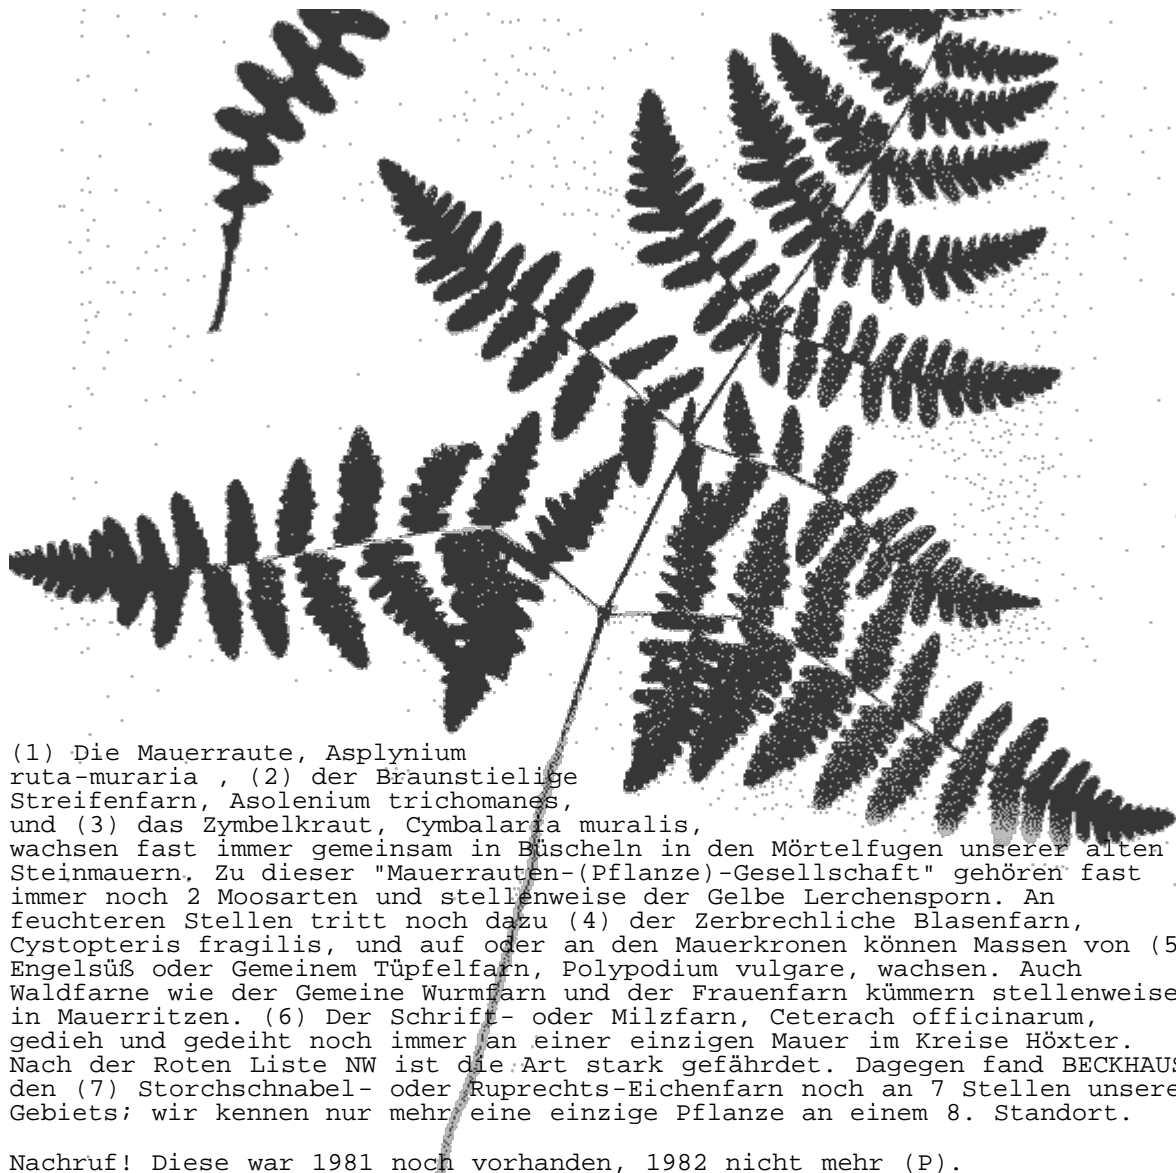 (1) Die Mauerraute, Asplynium
ruta-muraria , (2) der Braunstielige
Streifenfarn, Asolenium trichomanes,
und (3) das Zymbelkraut, Cymbalaria muralis,
wachsen fast immer gemeinsam in Büscheln in den Mörtelfugen unserer alten
Steinmauern. Zu dieser "Mauerrauten-(Pflanze)-Gesellschaft" gehören fast
immer noch 2 Moosarten und stellenweise der Gelbe Lerchensporn. An
feuchteren Stellen tritt noch dazu (4) der Zerbrechliche Blasenfarn,
Cystopteris fragilis, und auf oder an den Mauerkronen können Massen von (5
Engelsüß oder Gemeinem Tüpfelfarn, Polypodium vulgare, wachsen. Auch
Waldfarne wie der Gemeine Wurmfarn und der Frauenfarn kümmern stellenweise
in Mauerritzen. (6) Der Schrift- oder Milzfarn, Ceterach officinarum,
gedieh und gedeiht noch immer an einer einzigen Mauer im Kreise Höxter.
Nach der Roten Liste NW ist die Art stark gefährdet. Dagegen fand BECKHAUS
den (7) Storchschnabel- oder Ruprechts-Eichenfarn noch an 7 Stellen unsere
Gebiets; wir kennen nur mehr eine einzige Pflanze an einem 8. Standort.
Nachruf! Diese war 1981 noch vorhanden, 1982 nicht mehr (P).